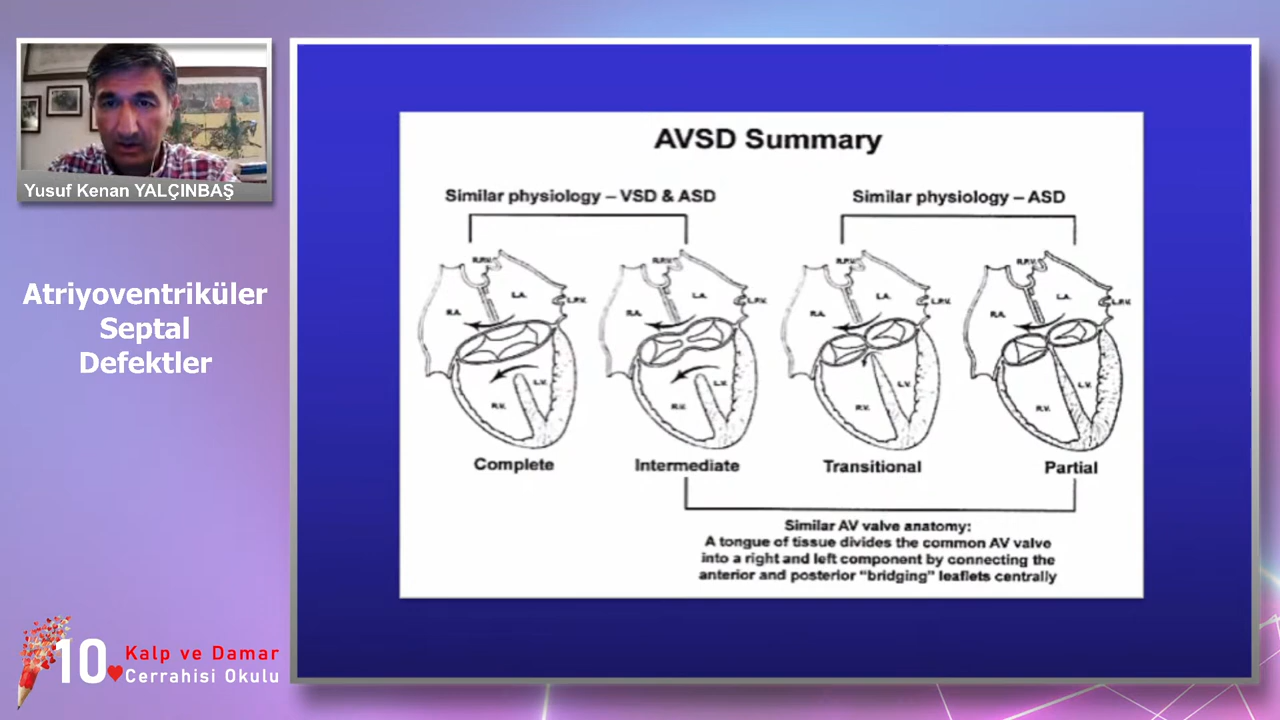 Yusuf Kenan YALÇINBAŞ
Atriyoventriküler
Septal
Defektler
10
Kalp ve Damar
Cerrahisi Okulu
AVSD Summary
Similar physiology – VSD & ASD
Similar physiology – ASD
R.P.V.
L.A.
L.P.V.
R.A.
L.V.
R.V.
R.P.V.
L.A.
L.P.V.
R.A.
L.V.
R.V.
R.P.V.
L.A.
L.P.V.
R.A.
L.V.
R.V.
R.P.V.
L.A.
L.P.V.
R.A.
L.V.
R.V.
Complete
Intermediate
Transitional
Partial
Similar AV valve anatomy:
A tongue of tissue divides the common AV valve
into a right and left component by connecting the
anterior and posterior "bridging" leaflets centrally